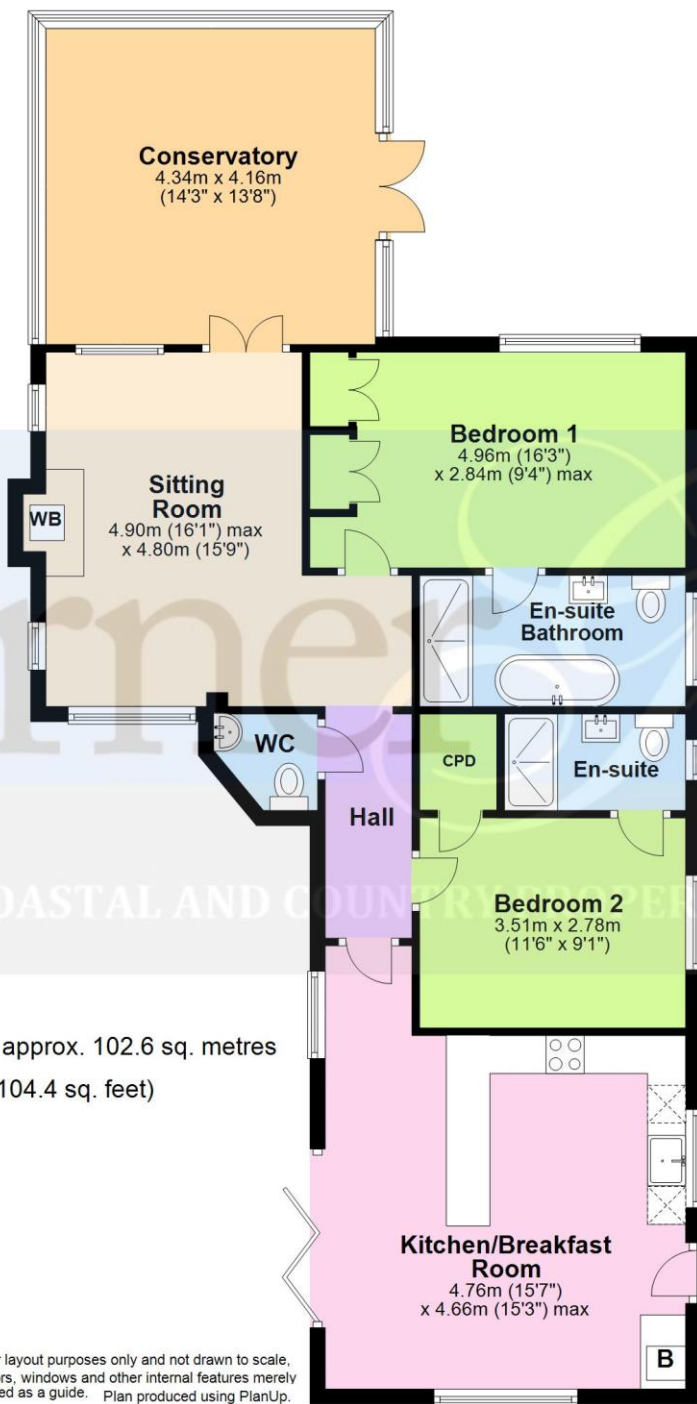 Conservatory
4.34m x 4.16m
(14'3" x 13'8")
Bedroom 1
4.96m (16'3")
x 2.84m (9'4") max
Sitting
Room
4.90m (16'1") max
x 4.80m (15'9")
WB
En-suite
Bathroom
WC
CPD
En-suite
Hall
Bedroom 2
3.51m x 2.78m
(11'6" x 9'1")
rner
OASTAL AND COUNTRY PROPER
approx. 102.6 sq. metres
104.4 sq. feet)
Kitchen/Breakfast
Room
4.76m (15'7")
x 4.66m (15'3") max
B
r layout purposes only and not drawn to scale,
rs, windows and other internal features merely
ed as a guide. Plan produced using PlanUp.